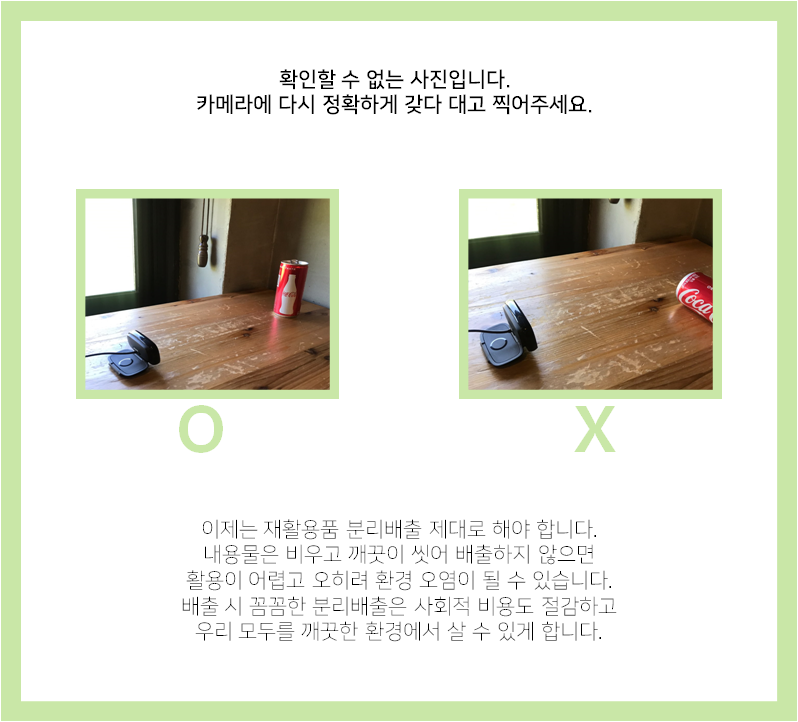 확인할 수 없는 사진입니다.
카메라에 다시 정확하게 갖다 대고 찍어주세요.
Coca
O
X
이제는 재활용품 분리배출 제대로 해야 합니다.
내용물은 비우고 깨끗이 씻어 배출하지 않으면
활용이 어렵고 오히려 환경 오염이 될 수 있습니다.
배출 시 꼼꼼한 분리배출은 사회적 비용도 절감하고
우리 모두를 깨끗한 환경에서 살 수 있게 합니다.